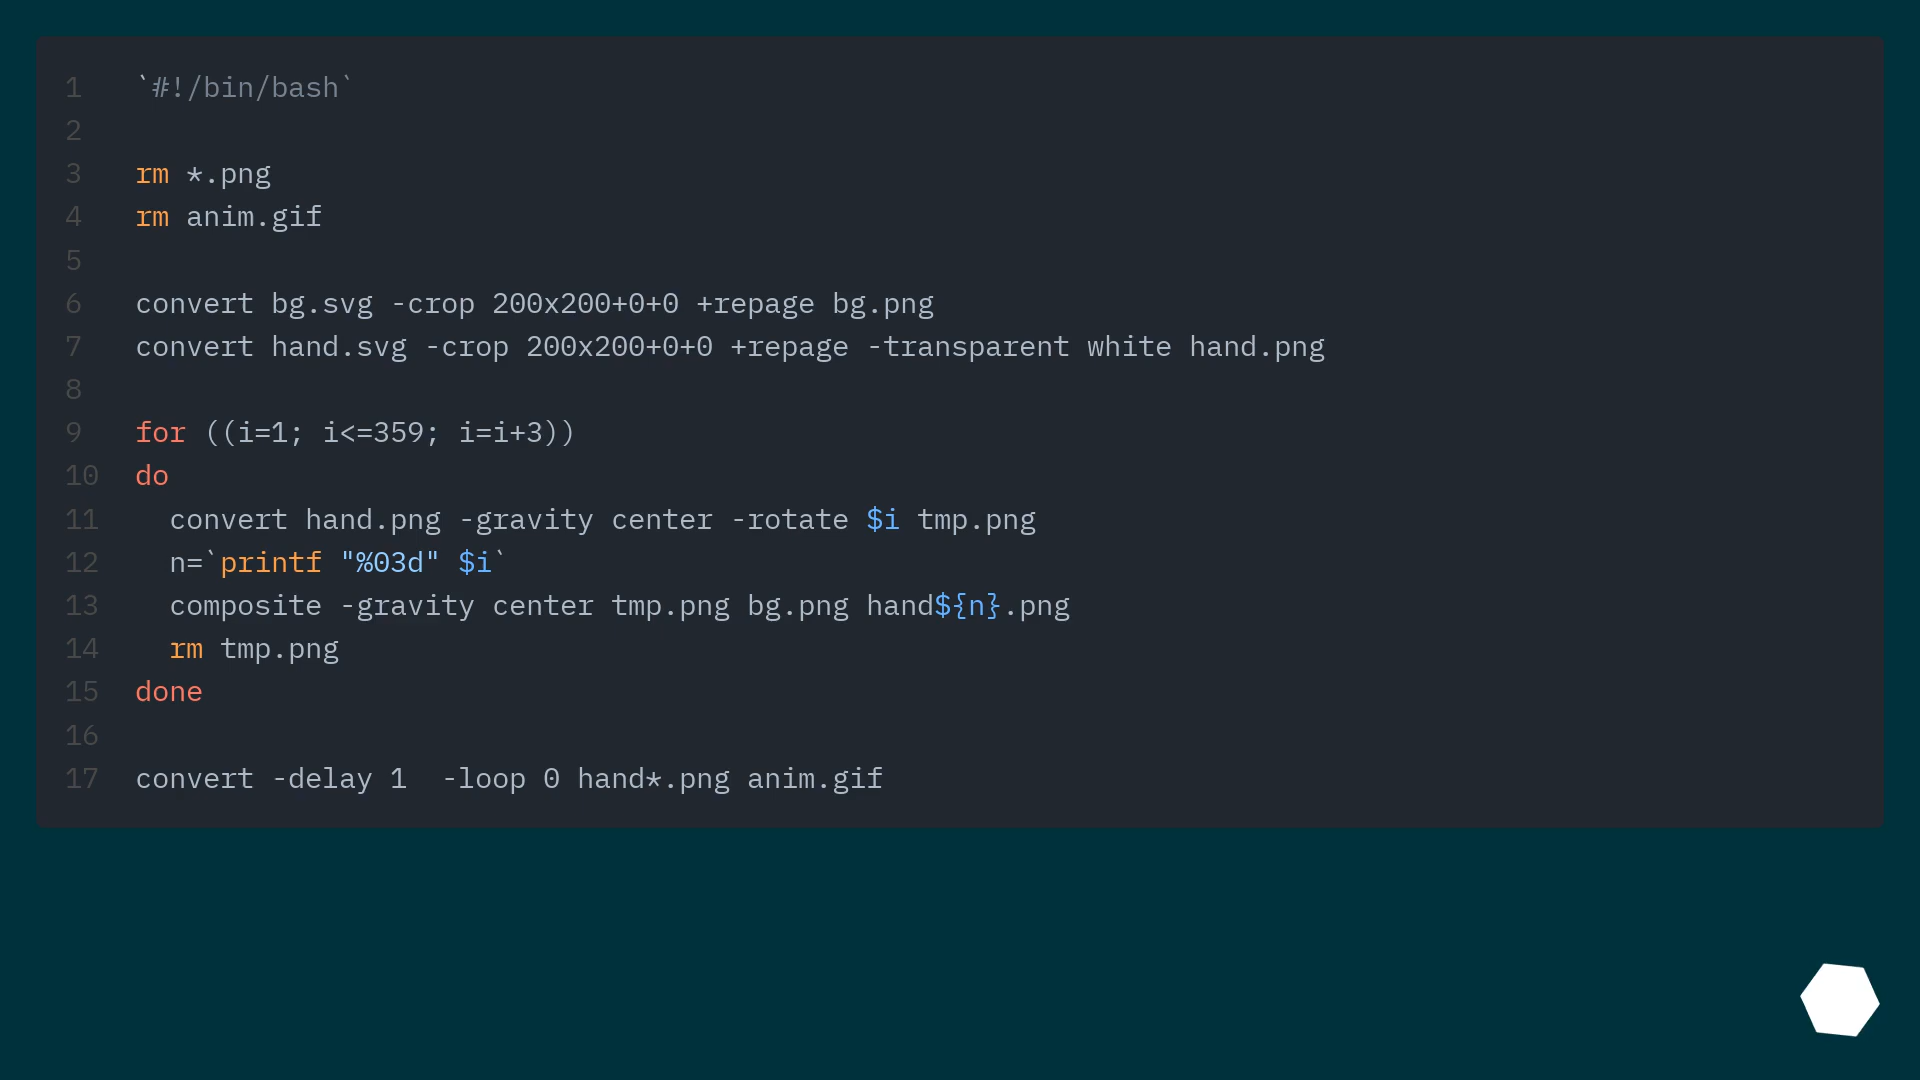 1 `#!/bin/bash`
2
3 rm *.png
4 rm anim.gif
5
6 convert bg.svg -crop 200x200+0+0 +repage bg.png
7 convert hand.svg -crop 200x200+0+0 +repage -transparent white hand.png
8
9 for ((i=1; i<=359; i=i+3))
10 do
11   convert hand.png -gravity center -rotate $i tmp.png
12   n=`printf "%03d" $i`
13   composite -gravity center tmp.png bg.png hand${n}.png
14   rm tmp.png
15 done
16
17 convert -delay 1  -loop 0 hand*.png anim.gif